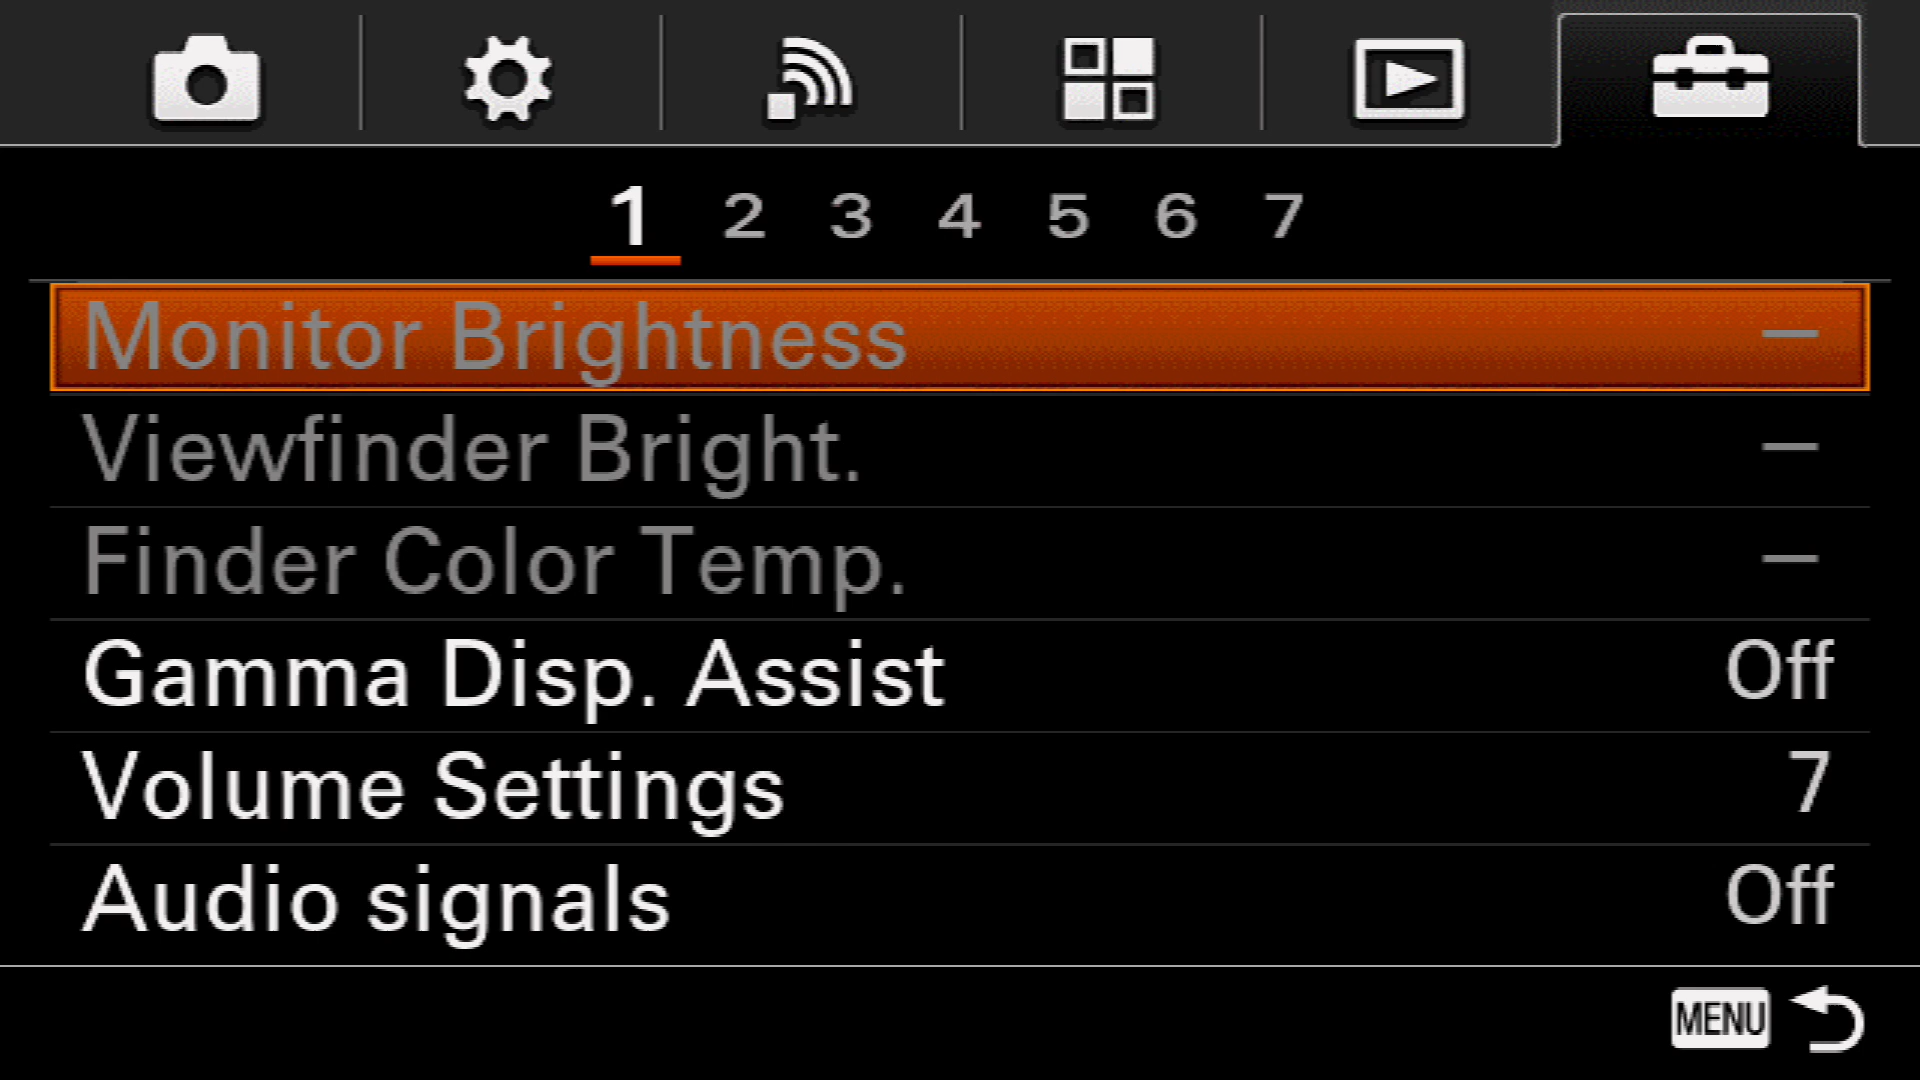 1 2 3 4 5 6 7
Monitor Brightness –
Viewfinder Bright. –
Finder Color Temp. –
Gamma Disp. Assist Off
Volume Settings 7
Audio signals Off
MENU